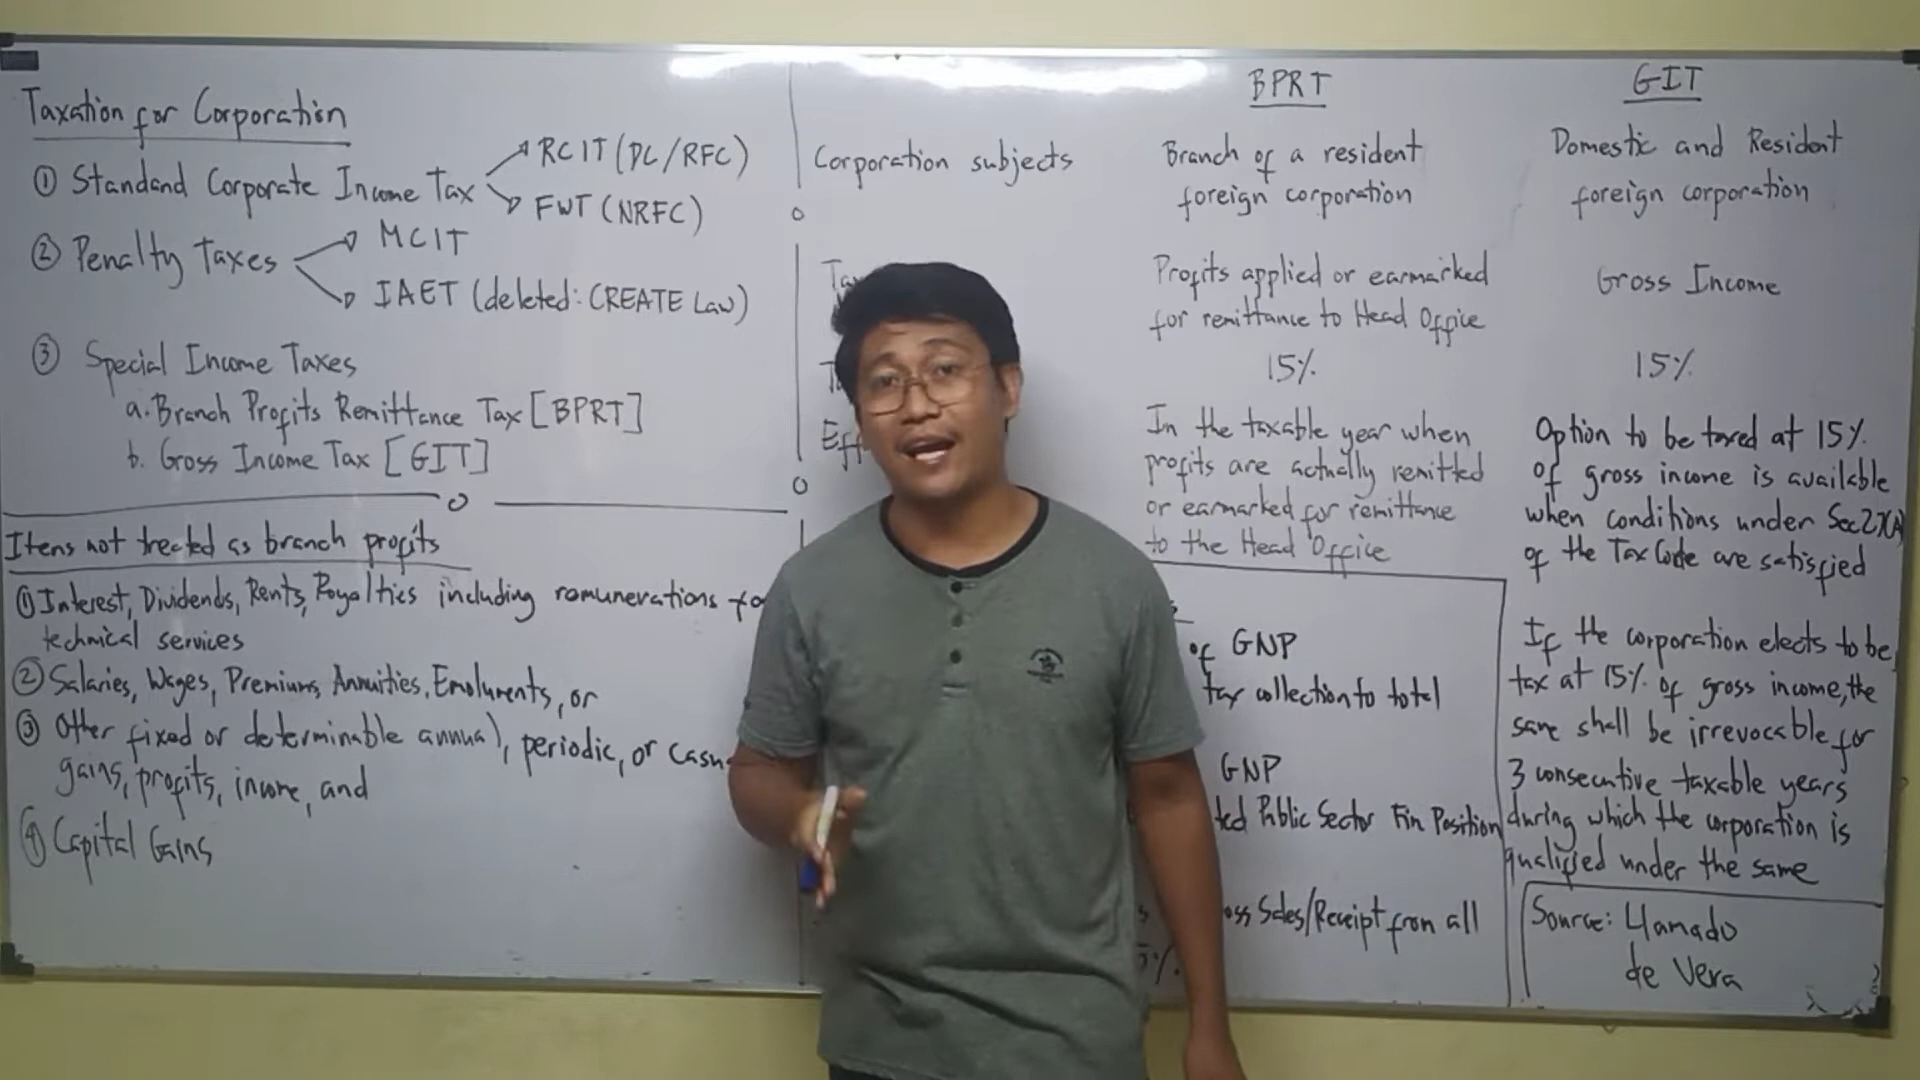 Taxation for Corporation
① Standard Corporate Income Tax
RCIT (DC/RFC)
FWT (NRFC)
② Penalty Taxes
MCIT
IAET (deleted: CREATE Law)
③ Special Income Taxes
a. Branch Profits Remittance Tax [BPRT]
b. Gross Income Tax [GIT]
Items not treated as branch profits
① Interest, Dividends, Rents, Royalties including remunerations
technical services
② Salaries, Wages, Premiums, Annuities, Emoluments, or
③ Other fixed or determinable annual, periodic, or
gains, profits, income, and
④ Capital Gains
Corporation subjects
BPRT
Branch of a resident
foreign corporation
Profits applied or earmarked
for remittance to Head Office
15%
In the taxable year when
profits are actually remitted
or earmarked for remittance
to the Head Office
of GNP
tax collection to total
GNP
Public Sector Fin Position
Sales/Receipt from all
GIT
Domestic and Resident
foreign corporation
Gross Income
15%
Option to be taxed at 15%
of gross income is available
when conditions under Sec 27(A)
of the Tax Code are satisfied
If the corporation elects to be
tax at 15% of gross income, the
same shall be irrevocable for
3 consecutive taxable years
during which the corporation is
qualified under the same
Source: Llamado
de Vera